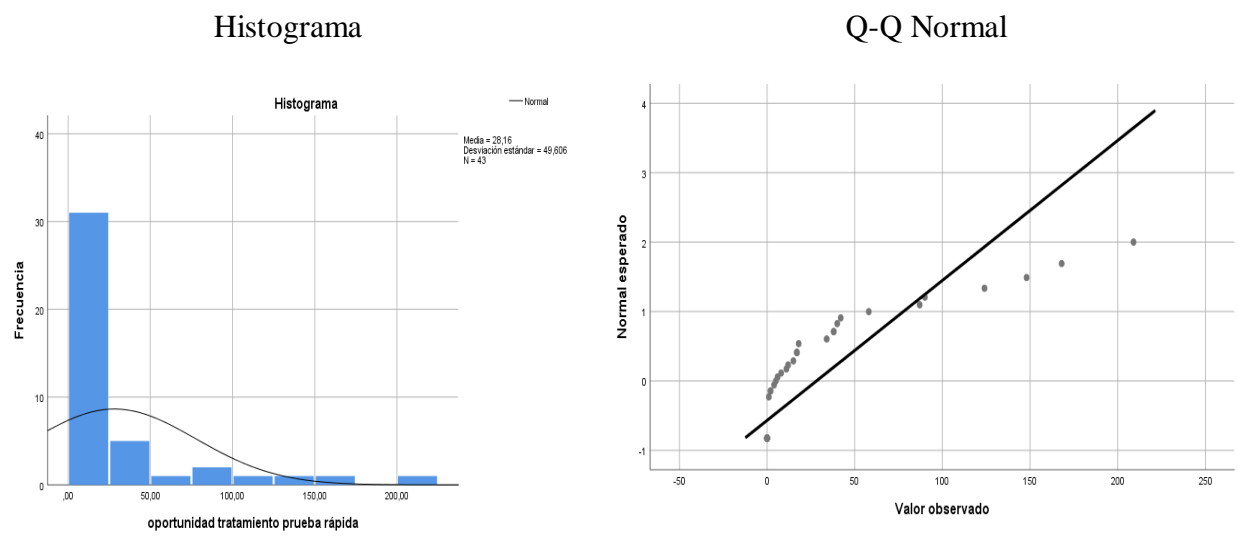 Histograma
Q-Q Normal
Histograma
Normal
Media = 28,16
Desviación estándar = 49,606
N = 43
40
30
20
10
0
Frecuencia
,00 50,00 100,00 150,00 200,00
oportunidad tratamiento prueba rápida
4
3
2
1
0
-1
Normal esperado
-50 0 50 100 150 200 250
Valor observado